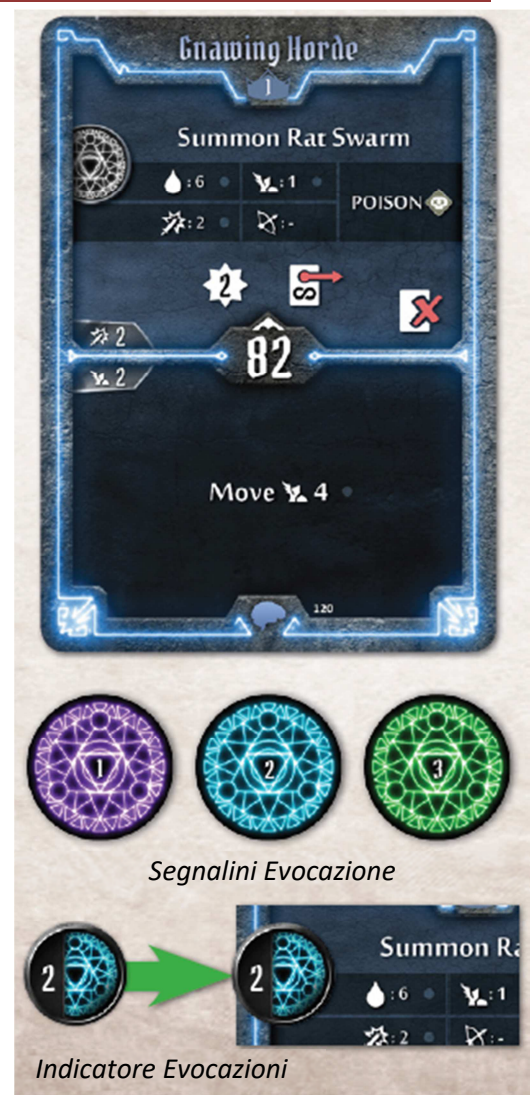 Gnawing Horde
1
Summon Rat Swarm
:6 :1
POISON
:2 :-
2 S
2
82
2
Move 4
120
1 2 3
Segnalini Evocazione
2 2 Summon Ra
:6 :1
:2 :-
Indicatore Evocazioni